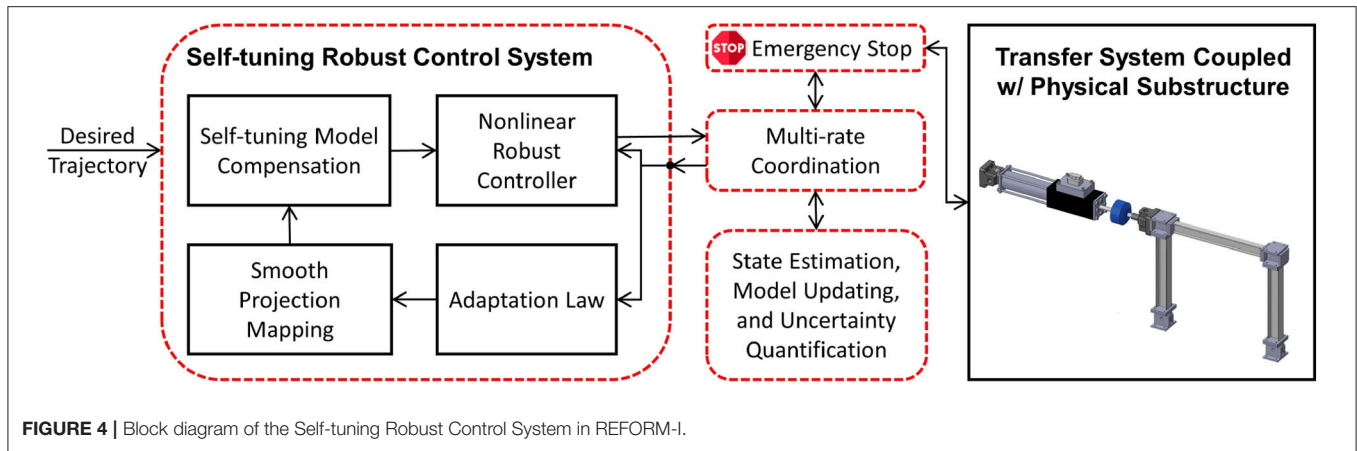 Self-tuning Robust Control System
Desired
Trajectory
Self-tuning Model
Compensation
Nonlinear
Robust
Controller
Smooth
Projection
Mapping
Adaptation Law
STOP Emergency Stop
Multi-rate
Coordination
State Estimation,
Model Updating,
and Uncertainty
Quantification
Transfer System Coupled
w/ Physical Substructure
FIGURE 4 | Block diagram of the Self-tuning Robust Control System in REFORM-I.